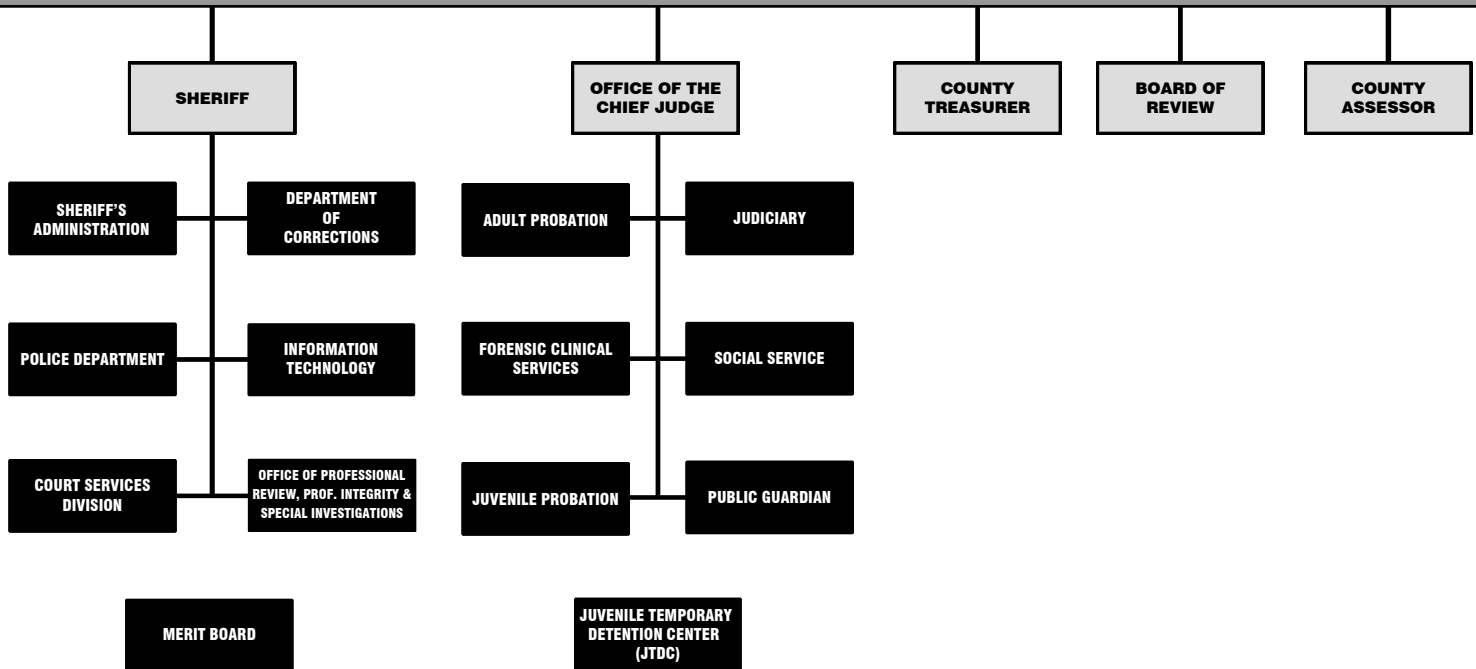 SHERIFF
OFFICE OF THE
CHIEF JUDGE
COUNTY
TREASURER
BOARD OF
REVIEW
COUNTY
ASSESSOR
SHERIFF'S
ADMINISTRATION
DEPARTMENT
OF
CORRECTIONS
ADULT PROBATION
JUDICIARY
POLICE DEPARTMENT
INFORMATION
TECHNOLOGY
FORENSIC CLINICAL
SERVICES
SOCIAL SERVICE
COURT SERVICES
DIVISION
OFFICE OF PROFESSIONAL
REVIEW, PROF. INTEGRITY &
SPECIAL INVESTIGATIONS
JUVENILE PROBATION
PUBLIC GUARDIAN
MERIT BOARD
JUVENILE TEMPORARY
DETENTION CENTER
(JTDC)